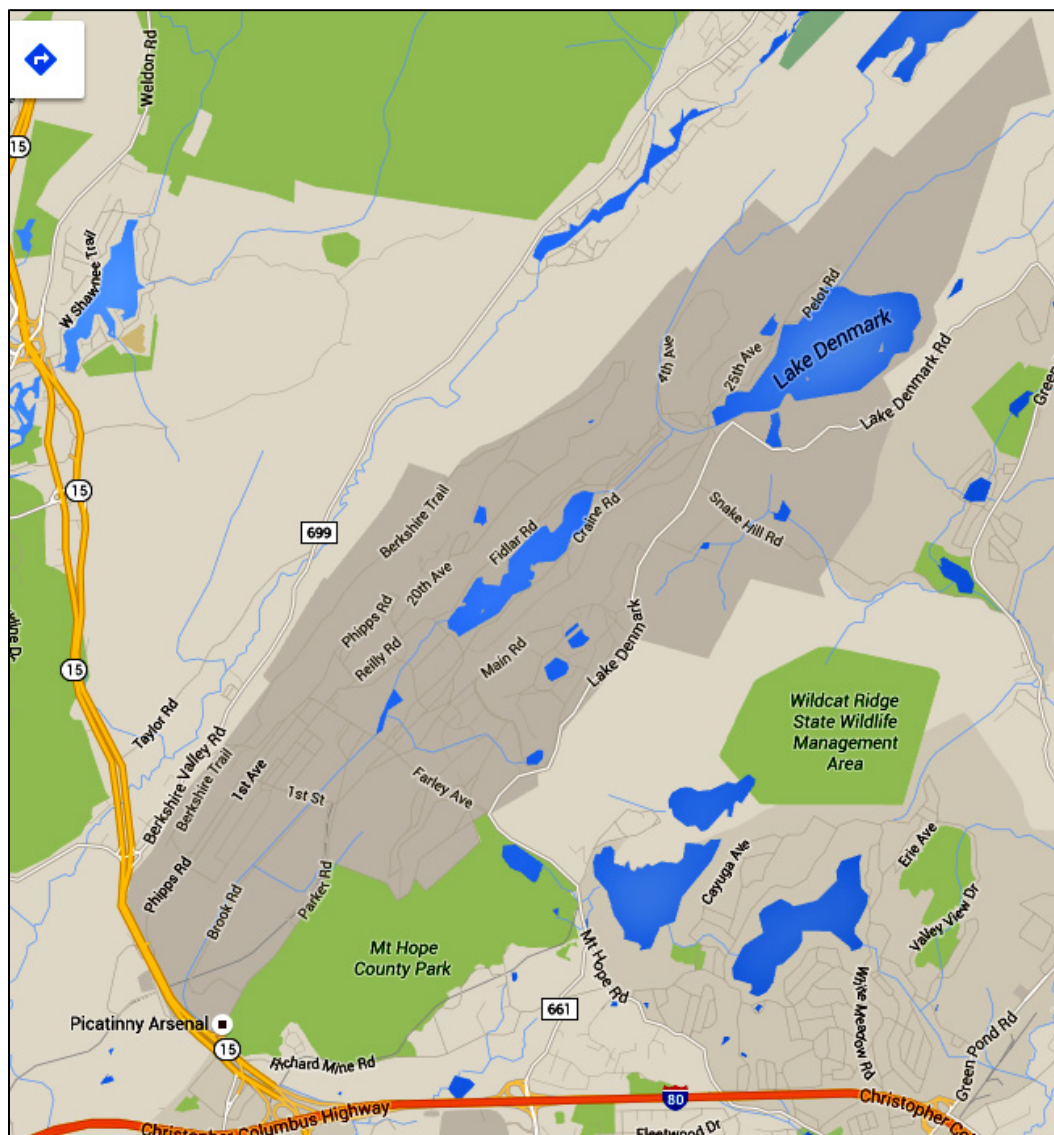 Weldon Rd
15
W Shawnee Trail
Pelot Rd
4th Ave
25th Ave
Lake Denmark
Lake Denmark Rd
Green
15
699
Berkshire Trail
Fidlar Rd
Craine Rd
Snake Hill Rd
20th Ave
Phipps Rd
Reilly Rd
Main Rd
Lake Denmark
15
Taylor Rd
Berkshire Valley Rd
Berkshire Trail
1st Ave
1st St
Farley Ave
Wildcat Ridge
State Wildlife
Management
Area
Phipps Rd
Brook Rd
Parker Rd
Cayuga Ave
Erie Ave
Valley View Dr
Mt Hope
County Park
Mt Hope Rd
661
White Meadow Rd
Green Pond Rd
Picatinny Arsenal
15
Richard Mine Rd
80
Christopher Columbus Highway
Christopher Co
Fleetwood Dr